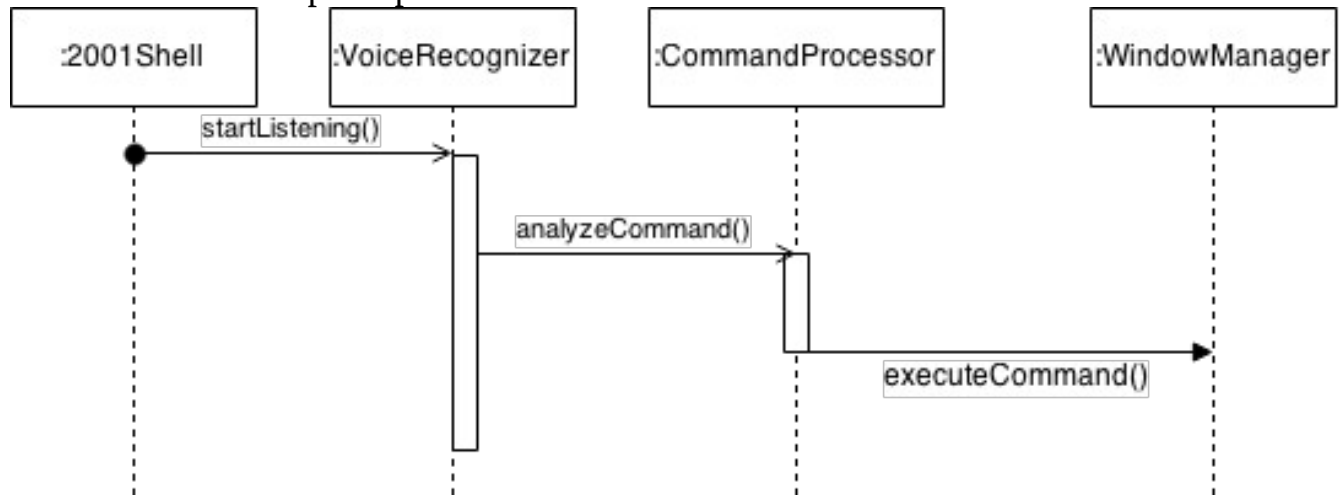 :2001Shell
:VoiceRecognizer
:CommandProcessor
:WindowManager
startListening()
analyzeCommand()
executeCommand()